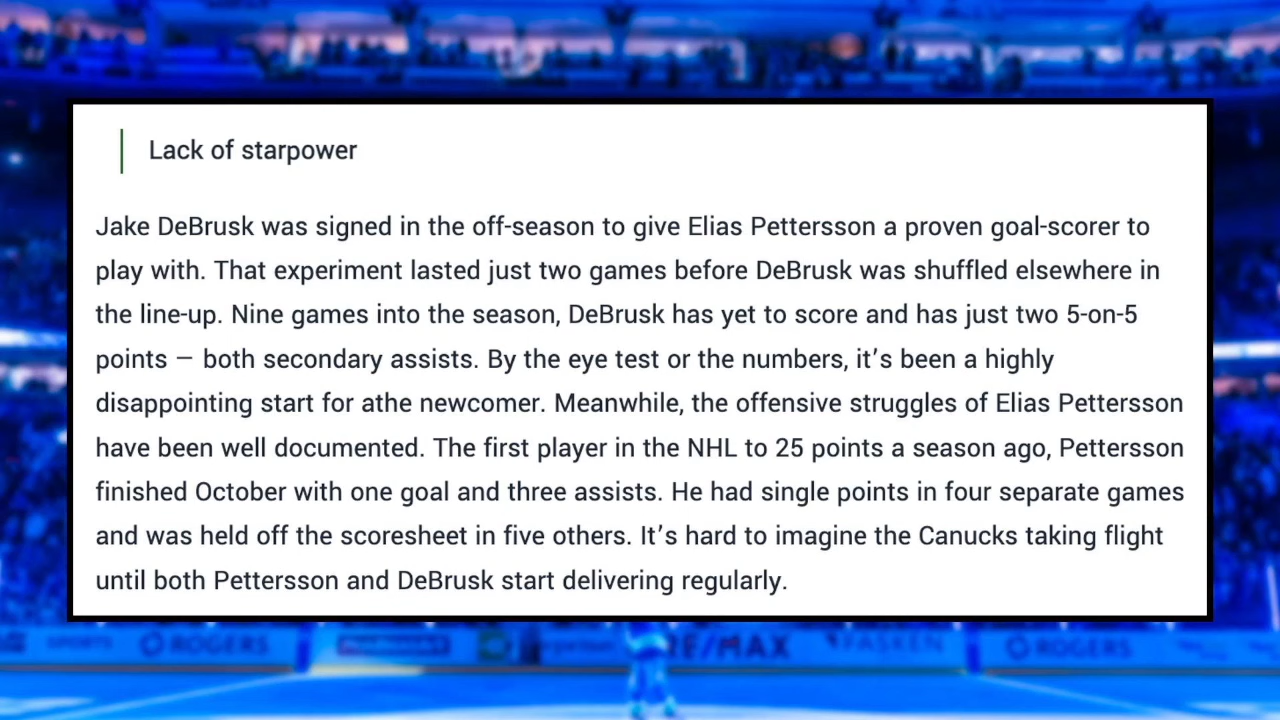 Lack of starpower
Jake DeBrusk was signed in the off-season to give Elias Pettersson a proven goal-scorer to
play with. That experiment lasted just two games before DeBrusk was shuffled elsewhere in
the line-up. Nine games into the season, DeBrusk has yet to score and has just two 5-on-5
points — both secondary assists. By the eye test or the numbers, it’s been a highly
disappointing start for athe newcomer. Meanwhile, the offensive struggles of Elias Pettersson
have been well documented. The first player in the NHL to 25 points a season ago, Pettersson
finished October with one goal and three assists. He had single points in four separate games
and was held off the scoresheet in five others. It’s hard to imagine the Canucks taking flight
until both Pettersson and DeBrusk start delivering regularly.
SPORTS ROGERS RE/MAX FASKEN ROGERS